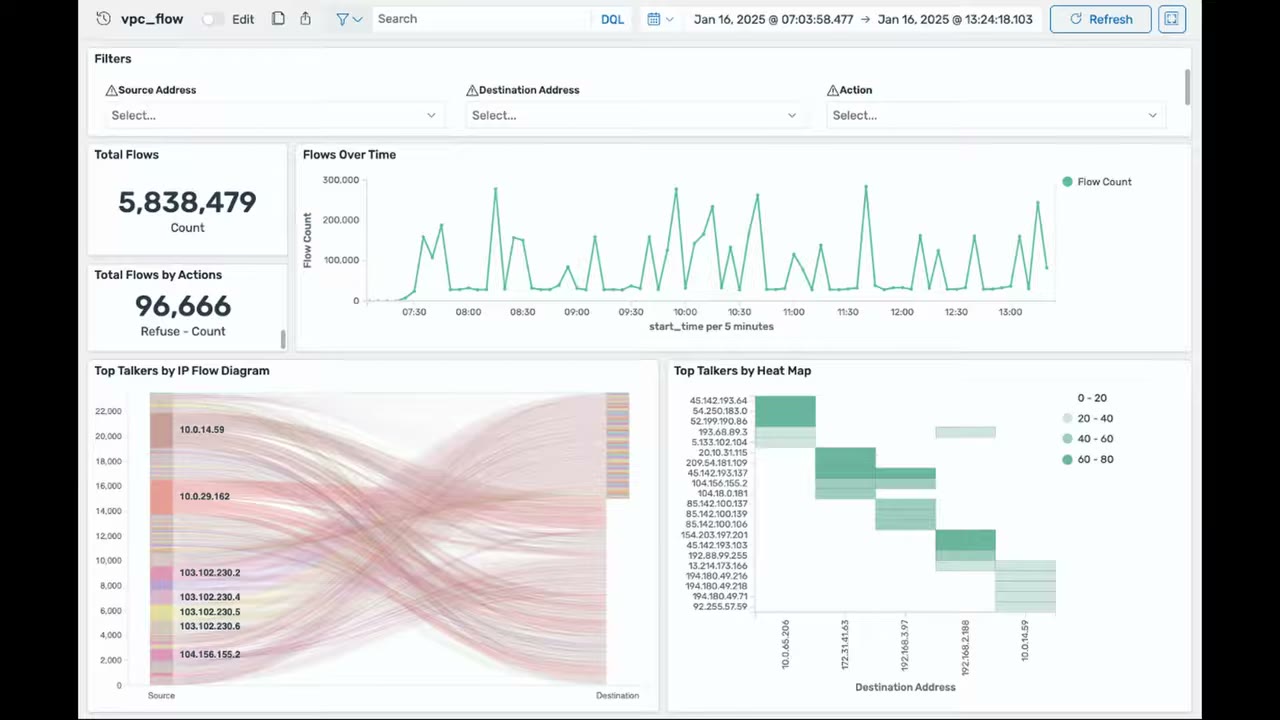 vpc_flow Edit Search DQL Jan 16, 2025 @ 07:03:58.477 → Jan 16, 2025 @ 13:24:18.103 Refresh
Filters
Source Address Destination Address Action
Select... Select... Select...
Total Flows
5,838,479
Count
Total Flows by Actions
96,666
Refuse - Count
Flows Over Time
Flow Count
300,000
200,000
100,000
0
07:30 08:00 08:30 09:00 09:30 10:00 10:30 11:00 11:30 12:00 12:30 13:00
start_time per 5 minutes
Flow Count
Top Talkers by IP Flow Diagram
22,000
20,000
18,000
16,000
14,000
12,000
10,000
8,000
6,000
4,000
2,000
0
10.0.14.59
10.0.29.162
103.102.230.2
103.102.230.4
103.102.230.5
103.102.230.6
104.156.155.2
Source Destination
Top Talkers by Heat Map
45.142.193.64
54.250.183.0
52.199.190.86
193.68.89.3
5.133.102.104
20.10.31.115
209.54.181.109
45.142.193.137
104.156.155.2
104.18.0.181
85.142.100.137
85.142.100.139
85.142.100.106
154.203.197.201
45.142.193.103
192.88.99.255
13.214.173.166
194.180.49.216
194.180.49.218
194.180.49.71
92.255.57.59
10.0.65.206
172.31.41.63
192.168.3.97
192.168.2.188
10.0.14.59
Destination Address
0 - 20
20 - 40
40 - 60
60 - 80